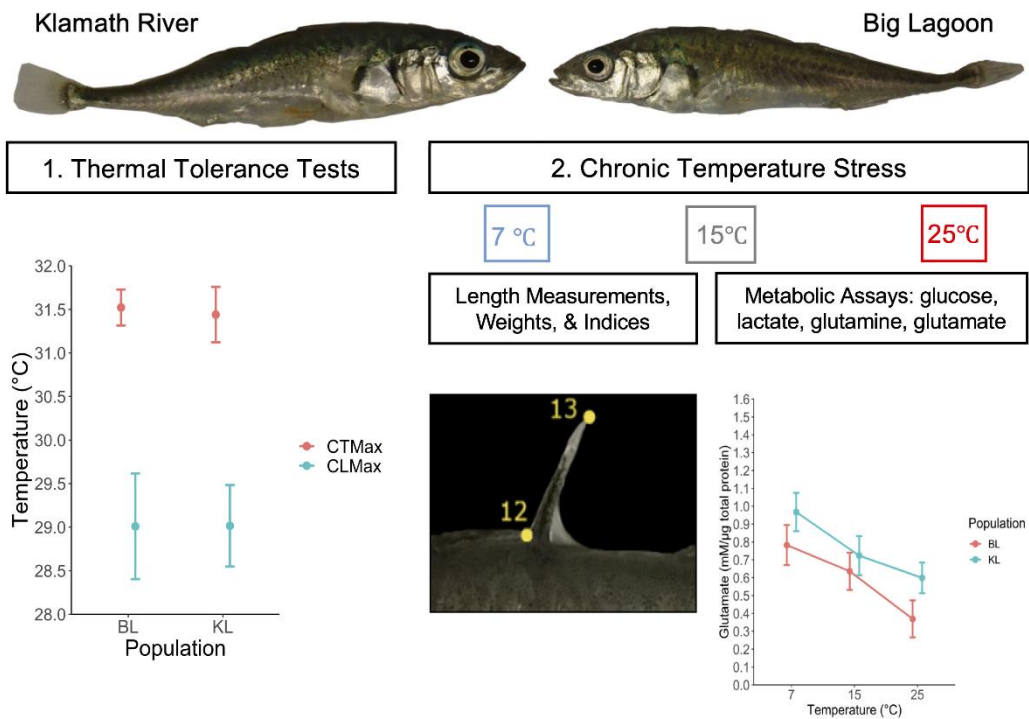 Klamath River
Big Lagoon
1. Thermal Tolerance Tests
2. Chronic Temperature Stress
7 ℃
15℃
25℃
Length Measurements,
Weights, & Indices
Metabolic Assays: glucose,
lactate, glutamine, glutamate
Temperature (°C)
32.0
31.5
31.0
30.5
30.0
29.5
29.0
28.5
28.0
BL
KL
Population
CTMax
CLMax
13
12
Glutamate (mM/μg total protein)
1.6
1.5
1.4
1.3
1.2
1.1
1.0
0.9
0.8
0.7
0.6
0.5
0.4
0.3
0.2
0.1
0.0
7
15
25
Temperature (°C)
Population
BL
KL